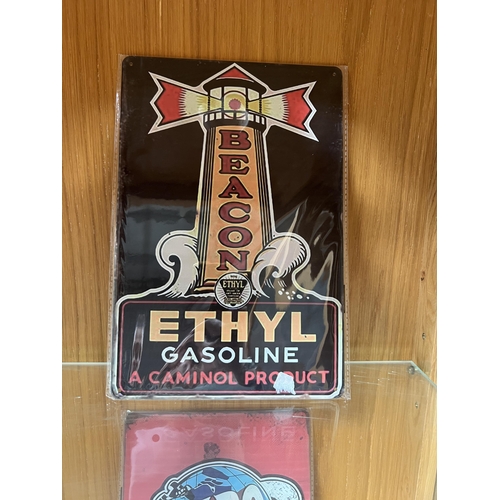 BEACON
ETHYL
ETHYL
GASOLINE
A CAMINOL PRODUCT